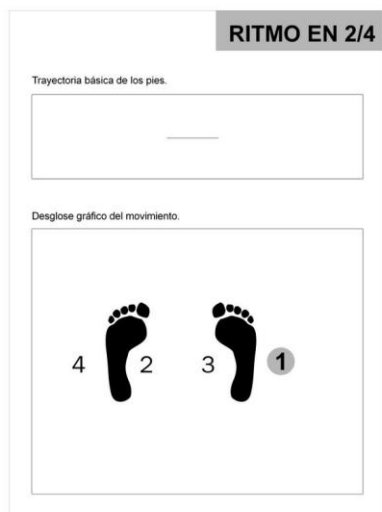 RITMO EN 2/4
Trayectoria básica de los pies.
Desglose gráfico del movimiento.
4 2 3 1